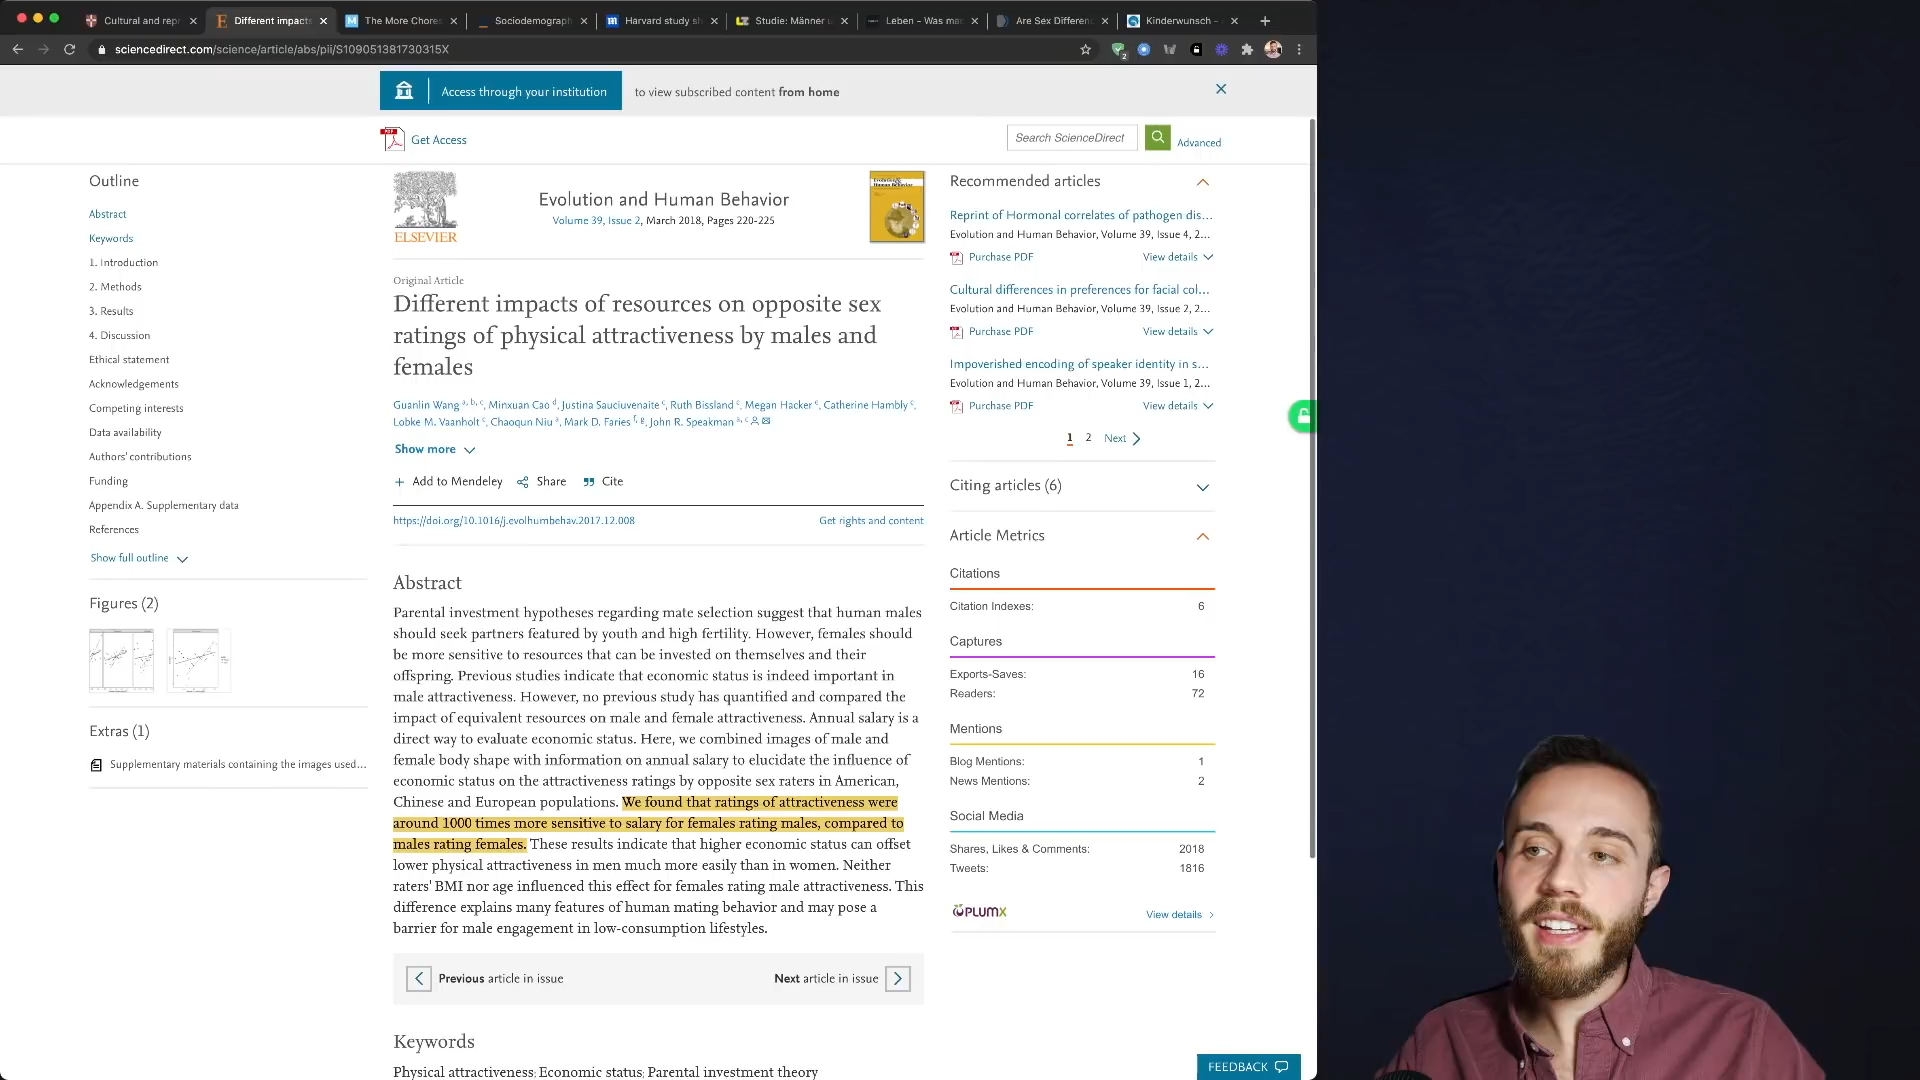 Cultural and repr
Different impacts
The More Chores
Sociodemograph
Harvard study sh
Studie: Männer u
Leben - Was ma
Are Sex Differen
Kinderwunsch –
sciencedirect.com/science/article/abs/pii/S109051381730315X
2
Access through your institution
to view subscribed content from home
Get Access
Search ScienceDirect
Advanced
Outline
Abstract
Keywords
1. Introduction
2. Methods
3. Results
4. Discussion
Ethical statement
Acknowledgements
Competing interests
Data availability
Authors' contributions
Funding
Appendix A. Supplementary data
References
Show full outline
Figures (2)
Extras (1)
Supplementary materials containing the images used...
ELSEVIER
Evolution and Human Behavior
Volume 39, Issue 2, March 2018, Pages 220-225
Original Article
Different impacts of resources on opposite sex
ratings of physical attractiveness by males and
females
Guanlin Wang a, b, c, Minxuan Cao d, Justina Sauciuvenaite c, Ruth Bissland c, Megan Hacker c, Catherine Hambly c,
Lobke M. Vaanholt c, Chaoqun Niu a, Mark D. Faries f, g, John R. Speakman a, c
Show more
Add to Mendeley
Share
Cite
https://doi.org/10.1016/j.evolhumbehav.2017.12.008
Get rights and content
Abstract
Parental investment hypotheses regarding mate selection suggest that human males
should seek partners featured by youth and high fertility. However, females should
be more sensitive to resources that can be invested on themselves and their
offspring. Previous studies indicate that economic status is indeed important in
male attractiveness. However, no previous study has quantified and compared the
impact of equivalent resources on male and female attractiveness. Annual salary is a
direct way to evaluate economic status. Here, we combined images of male and
female body shape with information on annual salary to elucidate the influence of
economic status on the attractiveness ratings by opposite sex raters in American,
Chinese and European populations. We found that ratings of attractiveness were
around 1000 times more sensitive to salary for females rating males, compared to
males rating females. These results indicate that higher economic status can offset
lower physical attractiveness in men much more easily than in women. Neither
raters' BMI nor age influenced this effect for females rating male attractiveness. This
difference explains many features of human mating behavior and may pose a
barrier for male engagement in low-consumption lifestyles.
Previous article in issue
Next article in issue
Keywords
Physical attractiveness; Economic status; Parental investment theory
Recommended articles
Reprint of Hormonal correlates of pathogen dis...
Evolution and Human Behavior, Volume 39, Issue 4, 2...
Purchase PDF
View details
Cultural differences in preferences for facial col...
Evolution and Human Behavior, Volume 39, Issue 2, 2...
Purchase PDF
View details
Impoverished encoding of speaker identity in s...
Evolution and Human Behavior, Volume 39, Issue 1, 2...
Purchase PDF
View details
1 2 Next
Citing articles (6)
Article Metrics
Citations
Citation Indexes: 6
Captures
Exports-Saves: 16
Readers: 72
Mentions
Blog Mentions: 1
News Mentions: 2
Social Media
Shares, Likes & Comments: 2018
Tweets: 1816
PLUMX
View details
FEEDBACK